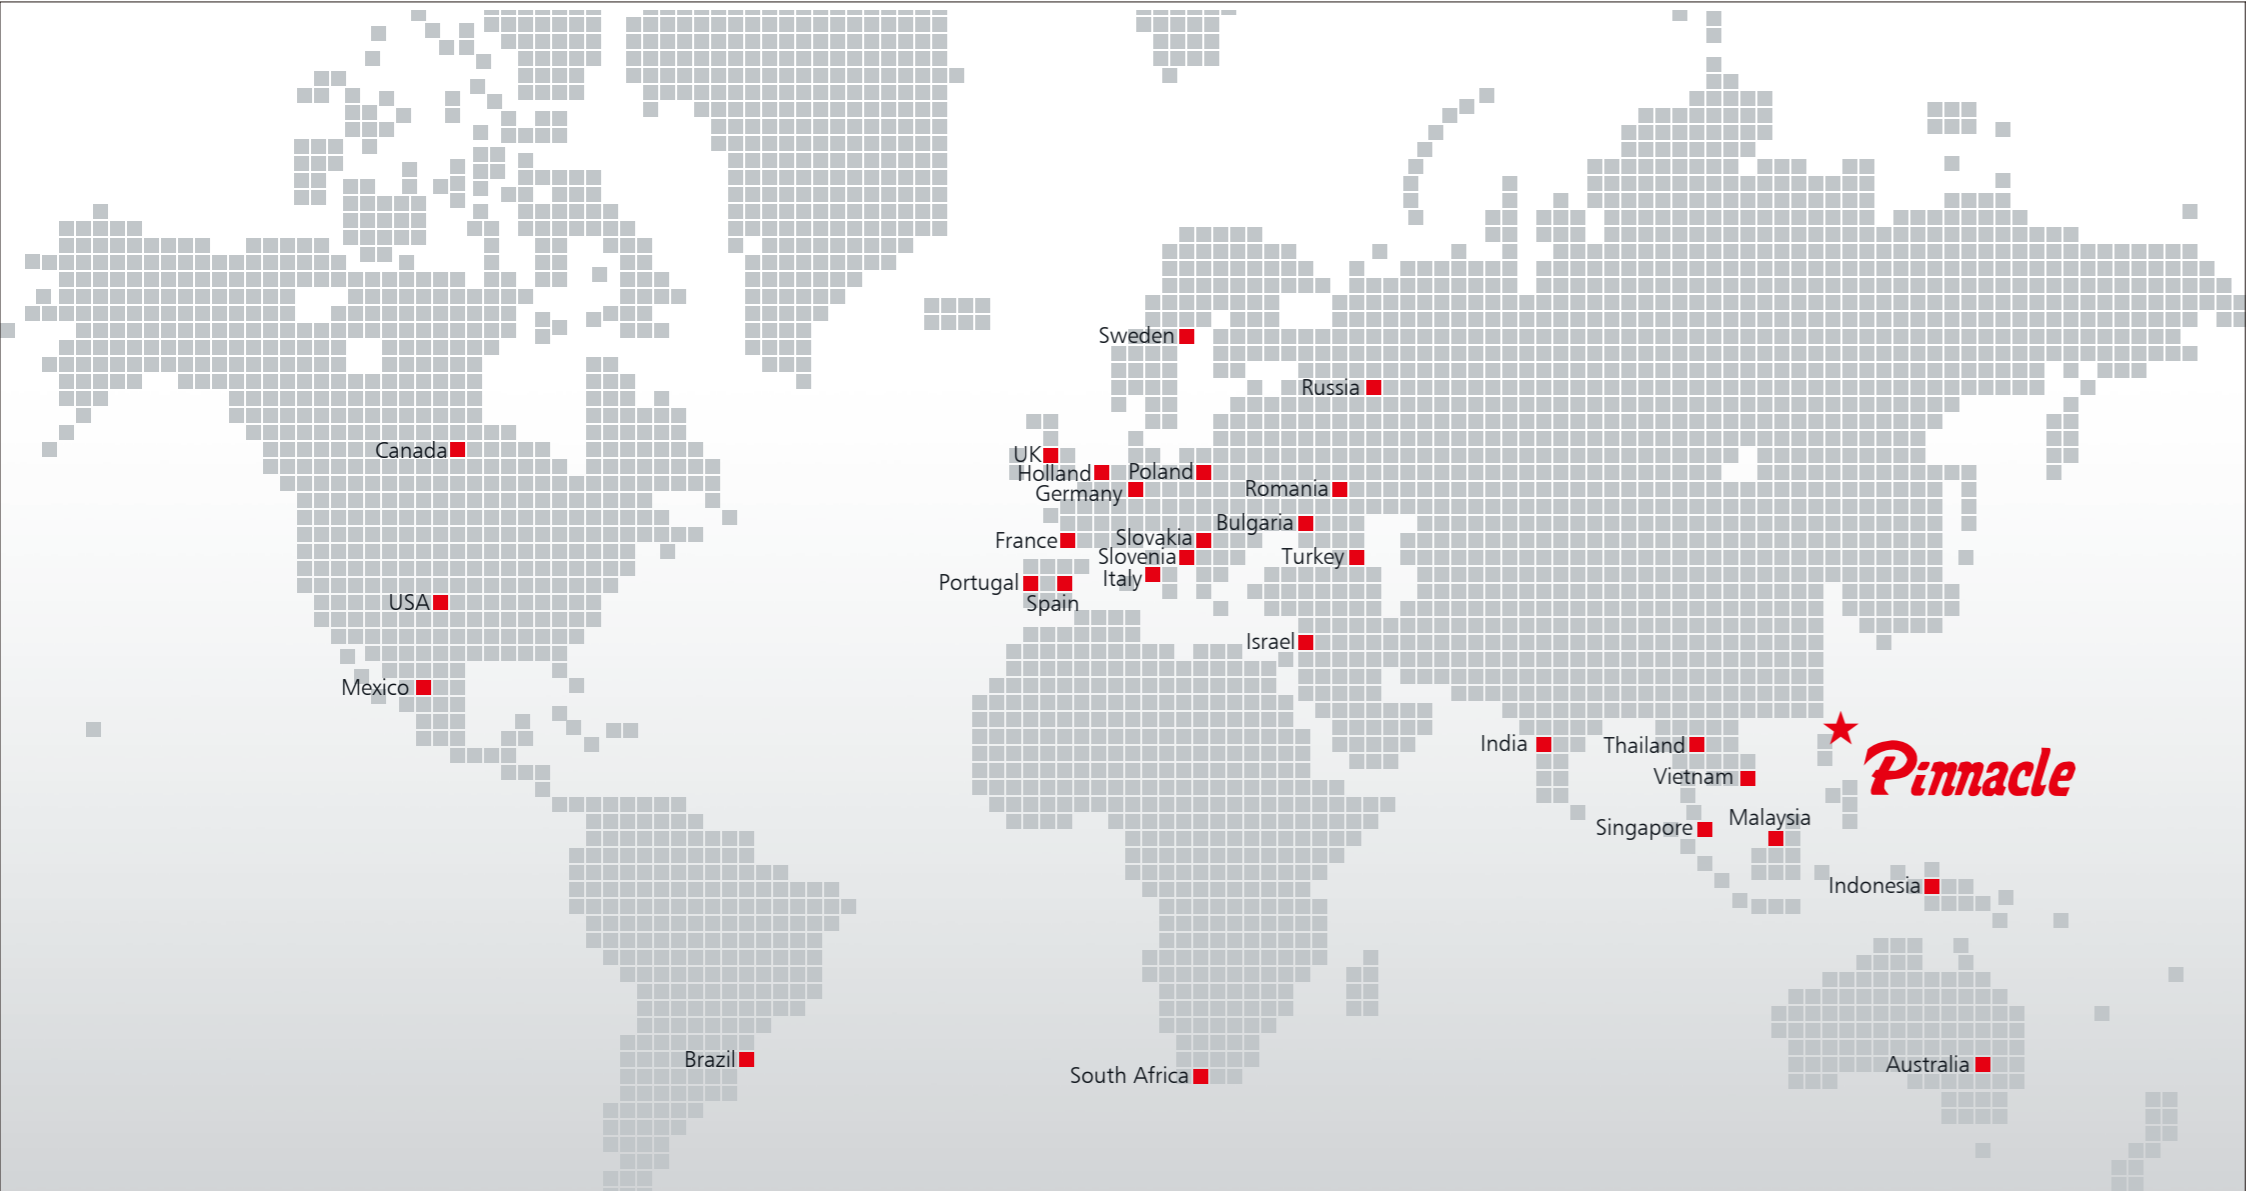 Sweden
Russia
Canada
UK
Holland
Poland
Germany
Romania
Bulgaria
France
Slovakia
Slovenia
Turkey
Italy
Portugal
Spain
USA
Israel
Mexico
India
Thailand
Pinnacle
Vietnam
Malaysia
Singapore
Indonesia
Brazil
South Africa
Australia